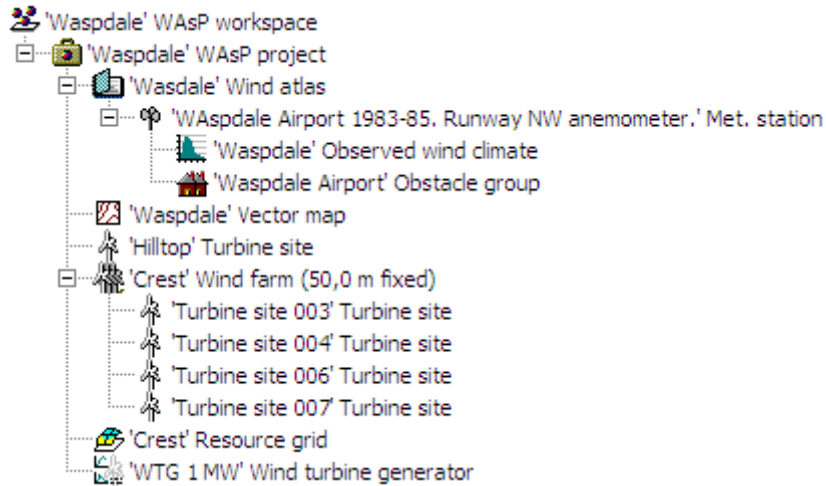 'Waspdale' WAsP workspace
'Waspdale' WAsP project
'Wasdale' Wind atlas
'WAspdale Airport 1983-85. Runway NW anemometer.' Met. station
'Waspdale' Observed wind climate
'Waspdale Airport' Obstacle group
'Waspdale' Vector map
'Hilltop' Turbine site
'Crest' Wind farm (50,0 m fixed)
'Turbine site 003' Turbine site
'Turbine site 004' Turbine site
'Turbine site 006' Turbine site
'Turbine site 007' Turbine site
'Crest' Resource grid
'WTG 1 MW' Wind turbine generator